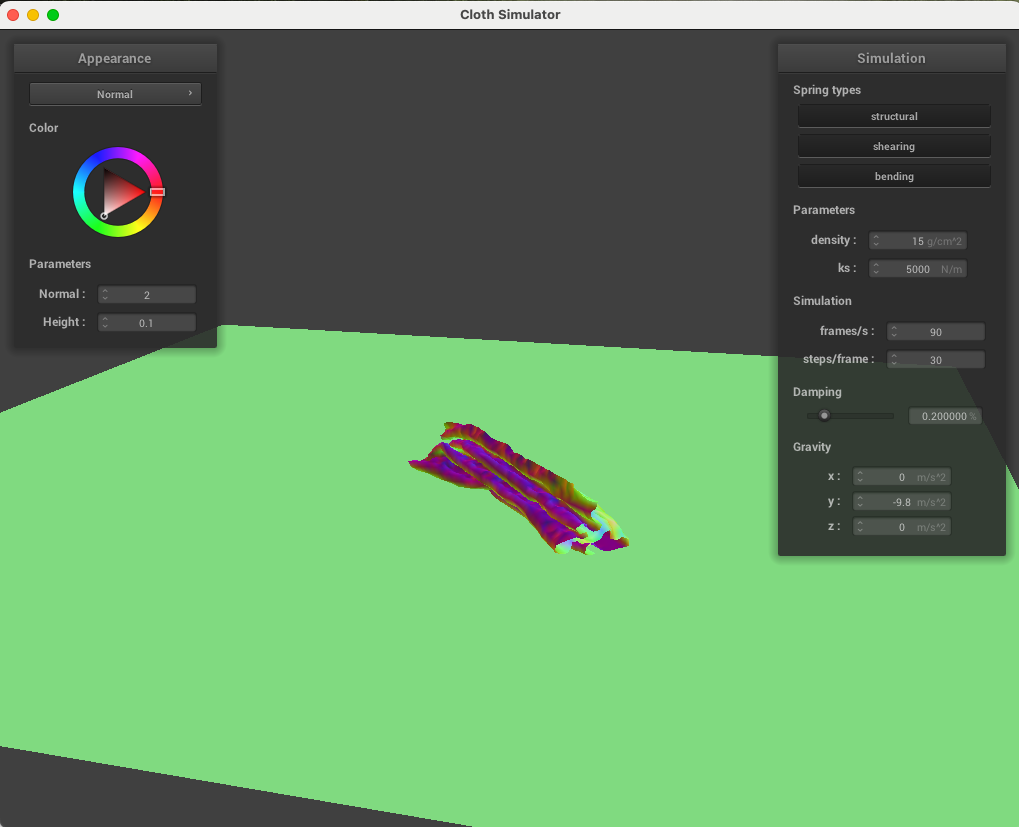 Cloth Simulator
Appearance
Normal
Color
Parameters
Normal : 2
Height : 0.1
Simulation
Spring types
structural
shearing
bending
Parameters
density : 15 g/cm^2
ks : 5000 N/m
Simulation
frames/s : 90
steps/frame : 30
Damping
0.200000 %
Gravity
x : 0 m/s^2
y : -9.8 m/s^2
z : 0 m/s^2